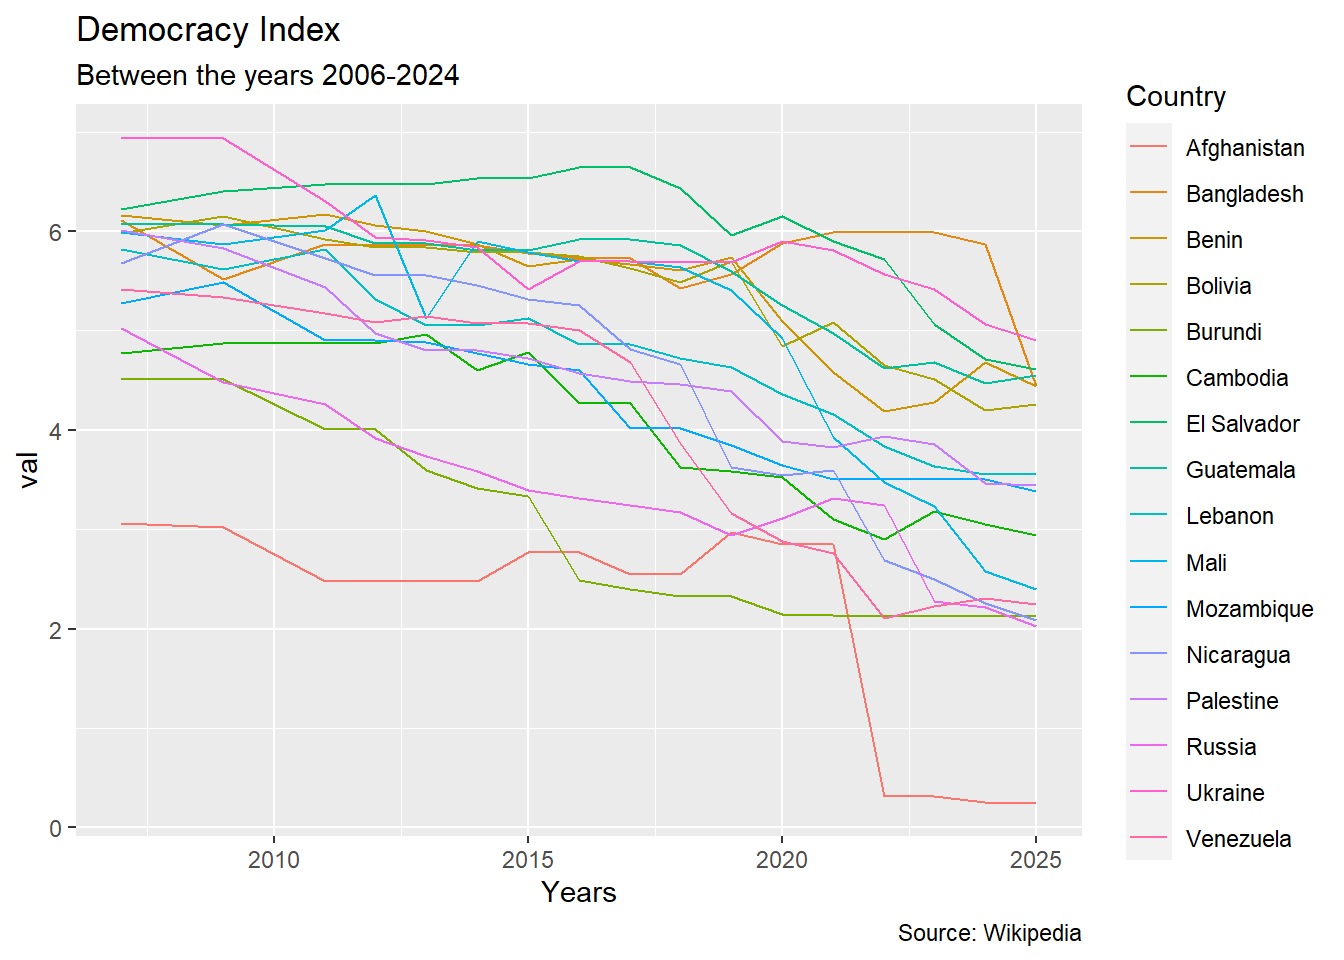 Democracy Index
Between the years 2006-2024
val
6
4
2
0
2010
2015
2020
2025
Years
Country
Afghanistan
Bangladesh
Benin
Bolivia
Burundi
Cambodia
El Salvador
Guatemala
Lebanon
Mali
Mozambique
Nicaragua
Palestine
Russia
Ukraine
Venezuela
Source: Wikipedia